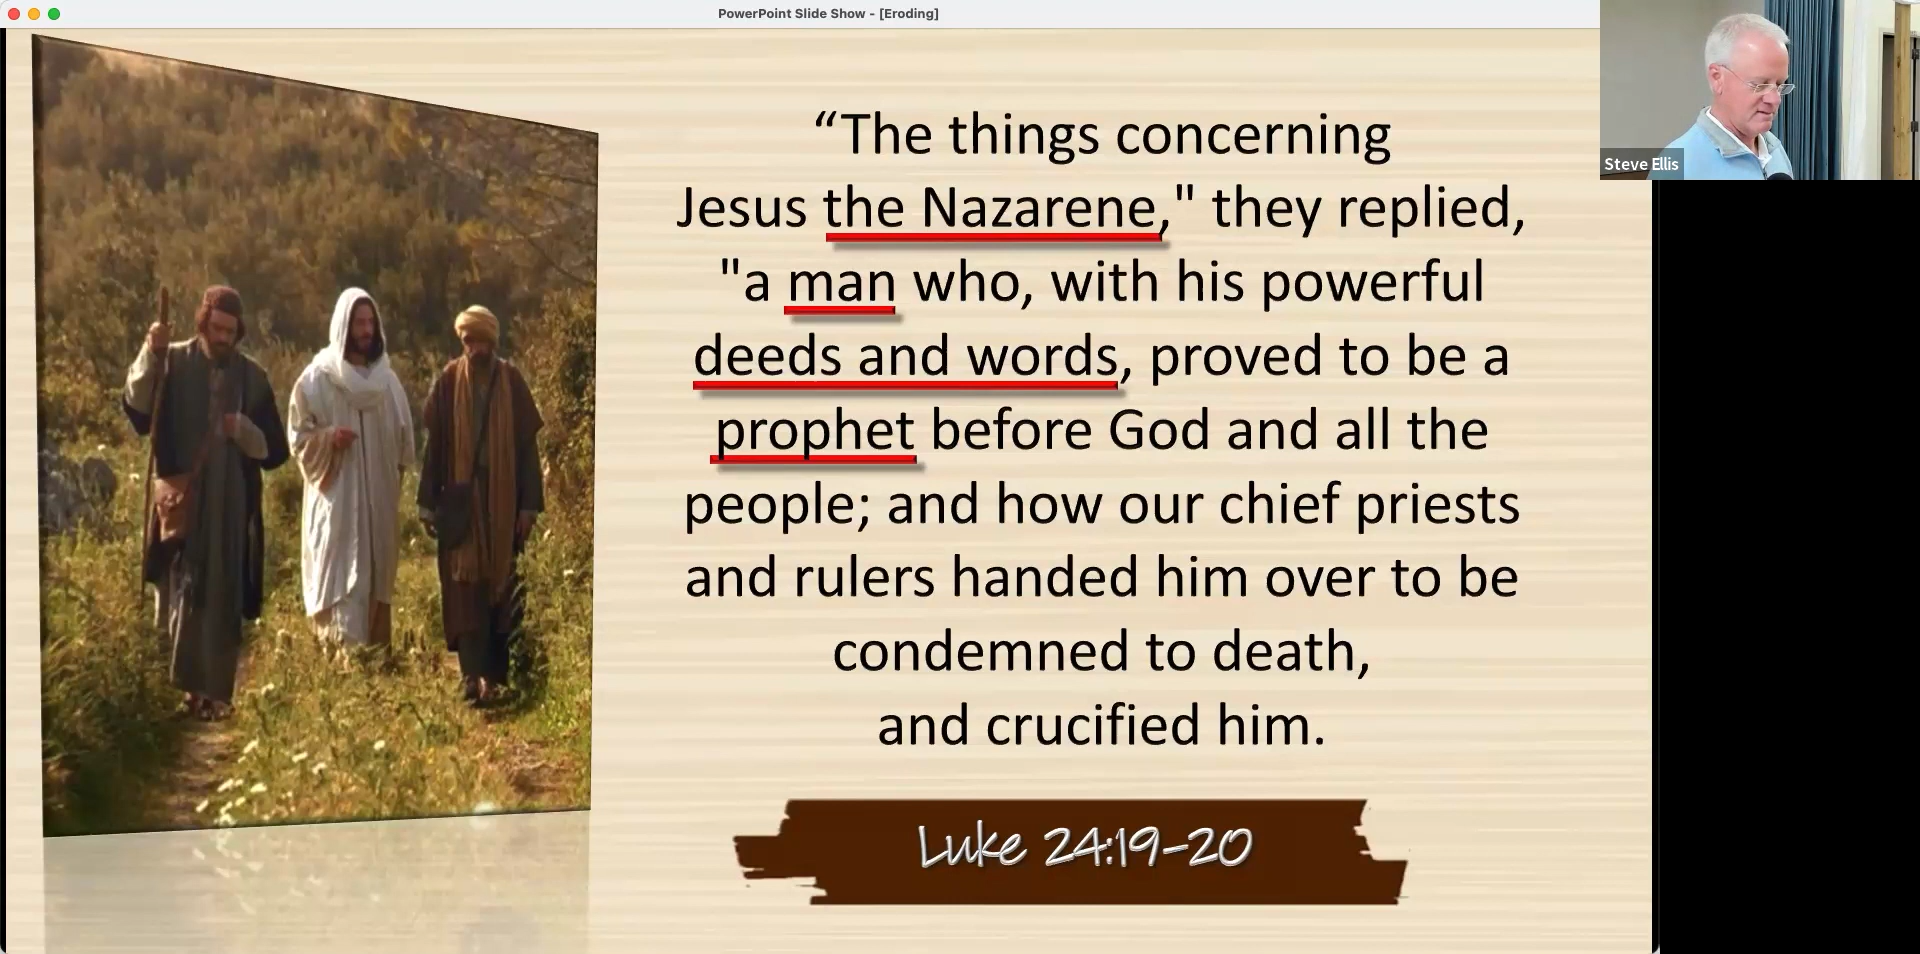 PowerPoint Slide Show - [Eroding]
Steve Ellis
“The things concerning
Jesus the Nazarene," they replied,
"a man who, with his powerful
deeds and words, proved to be a
prophet before God and all the
people; and how our chief priests
and rulers handed him over to be
condemned to death,
and crucified him.
Luke 24:19-20